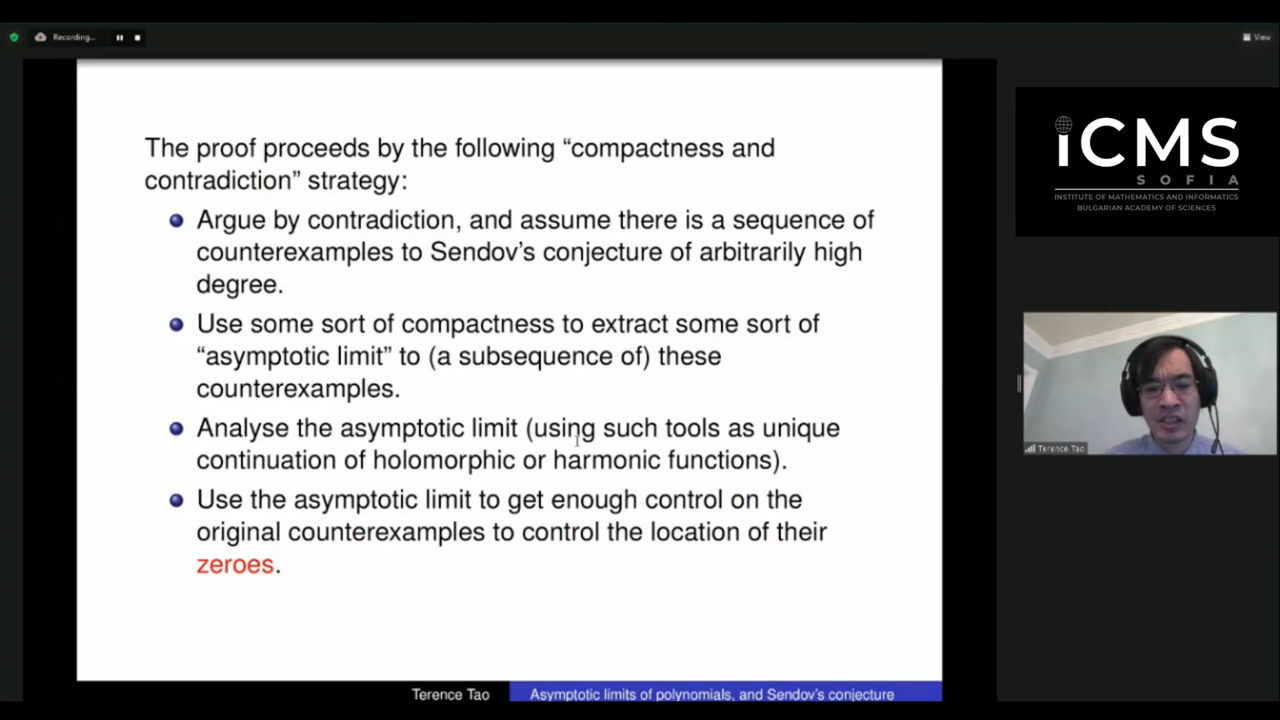 Recording...
View
The proof proceeds by the following “compactness and
contradiction” strategy:
Argue by contradiction, and assume there is a sequence of
counterexamples to Sendov’s conjecture of arbitrarily high
degree.
Use some sort of compactness to extract some sort of
“asymptotic limit” to (a subsequence of) these
counterexamples.
Analyse the asymptotic limit (using such tools as unique
continuation of holomorphic or harmonic functions).
Use the asymptotic limit to get enough control on the
original counterexamples to control the location of their
zeroes.
Terence Tao
Asymptotic limits of polynomials, and Sendov’s conjecture
iCMS
SOFIA
INSTITUTE OF MATHEMATICS AND INFORMATICS
BULGARIAN ACADEMY OF SCIENCES
Terence Tao